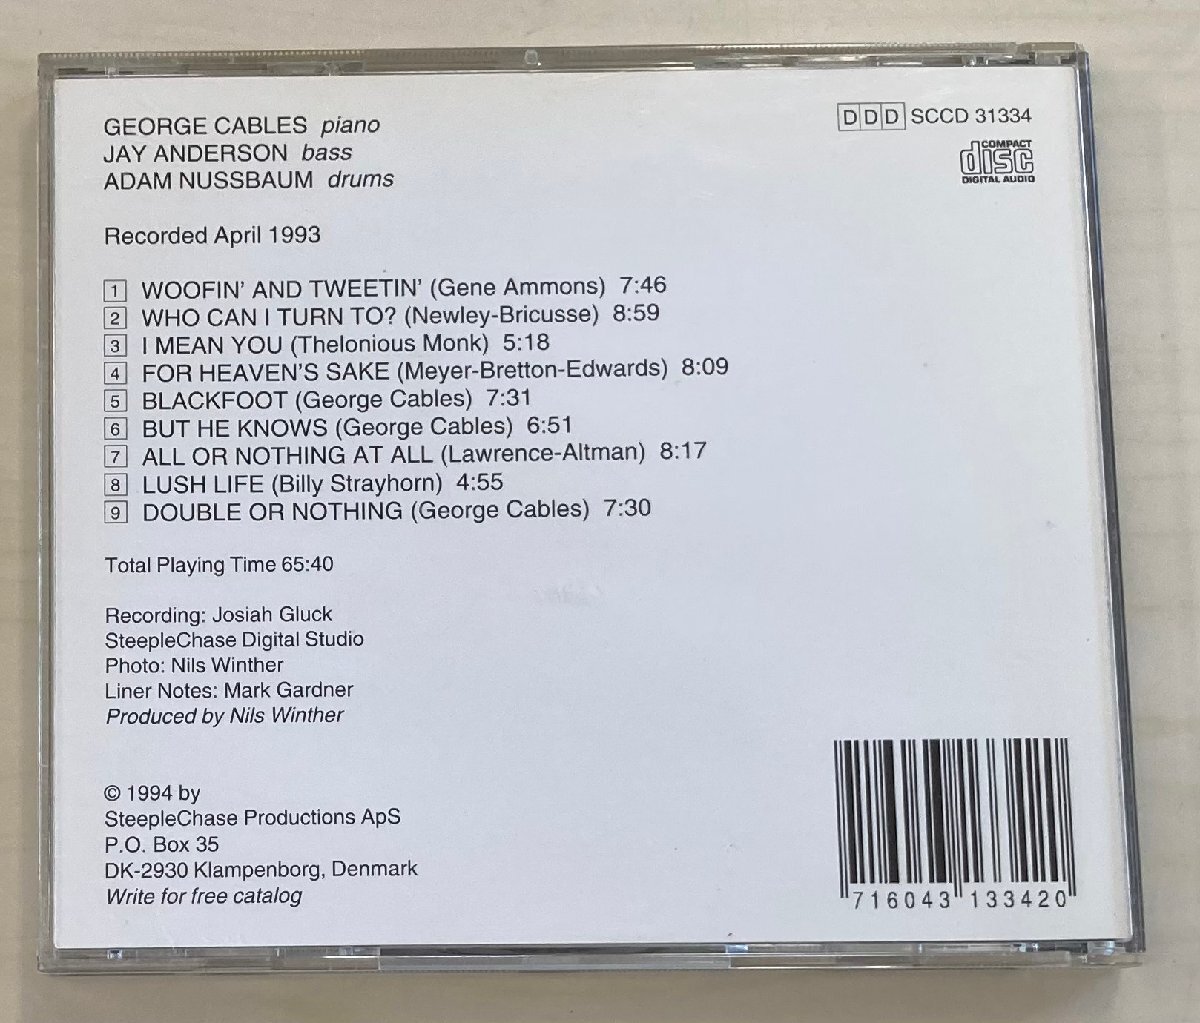 GEORGE CABLES piano
JAY ANDERSON bass
ADAM NUSSBAUM drums
DDD SCCD 31334
COMPACT
disc
DIGITAL AUDIO
Recorded April 1993
1 WOOFIN' AND TWEETIN' (Gene Ammons) 7:46
2 WHO CAN I TURN TO? (Newley-Bricusse) 8:59
3 I MEAN YOU (Thelonious Monk) 5:18
4 FOR HEAVEN'S SAKE (Meyer-Bretton-Edwards) 8:09
5 BLACKFOOT (George Cables) 7:31
6 BUT HE KNOWS (George Cables) 6:51
7 ALL OR NOTHING AT ALL (Lawrence-Altman) 8:17
8 LUSH LIFE (Billy Strayhorn) 4:55
9 DOUBLE OR NOTHING (George Cables) 7:30
Total Playing Time 65:40
Recording: Josiah Gluck
SteepleChase Digital Studio
Photo: Nils Winther
Liner Notes: Mark Gardner
Produced by Nils Winther
© 1994 by
SteepleChase Productions ApS
P.O. Box 35
DK-2930 Klampenborg, Denmark
Write for free catalog
716043 133420